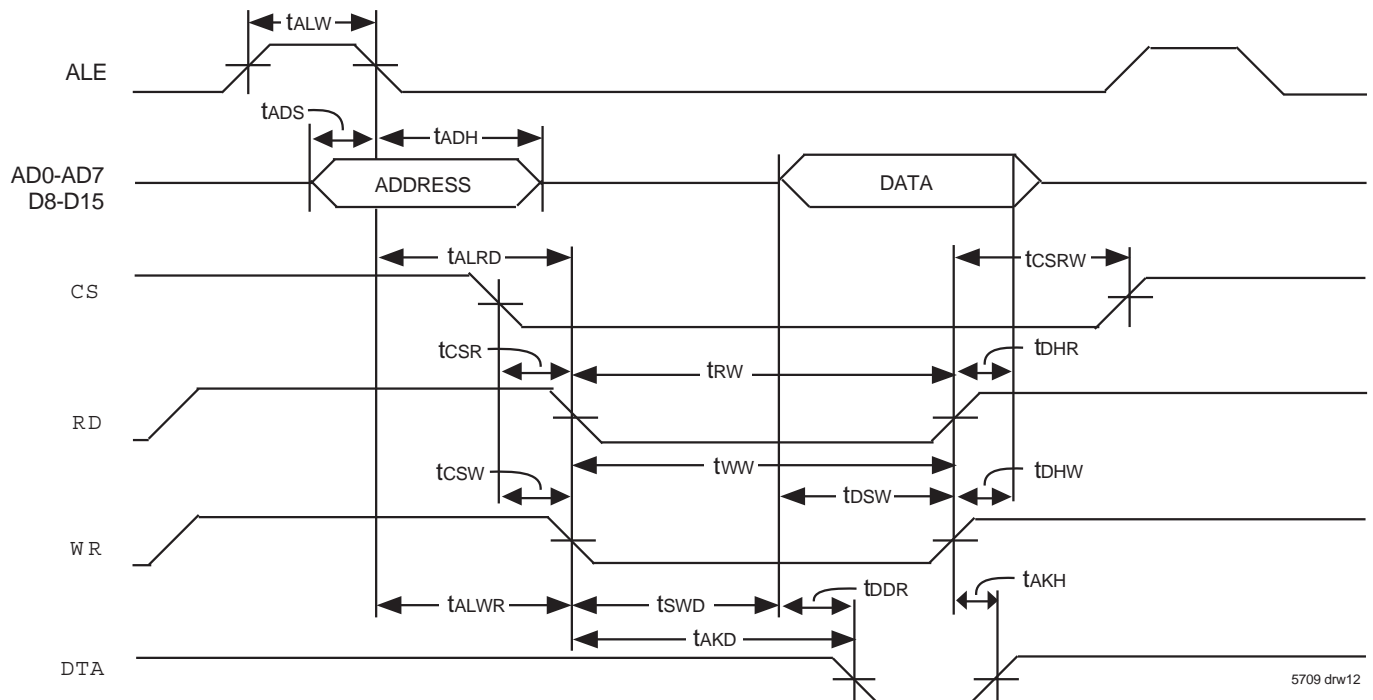 tALW
ALE
tADS
tADH
AD0-AD7
D8-D15
ADDRESS
DATA
tALRD
tCSRW
CS
tCSR
tRW
tDHR
RD
tCSW
tWW
tDHW
tDSW
WR
tALWR
tSWD
tDDR
tAKH
tAKD
DTA
5709 drw12